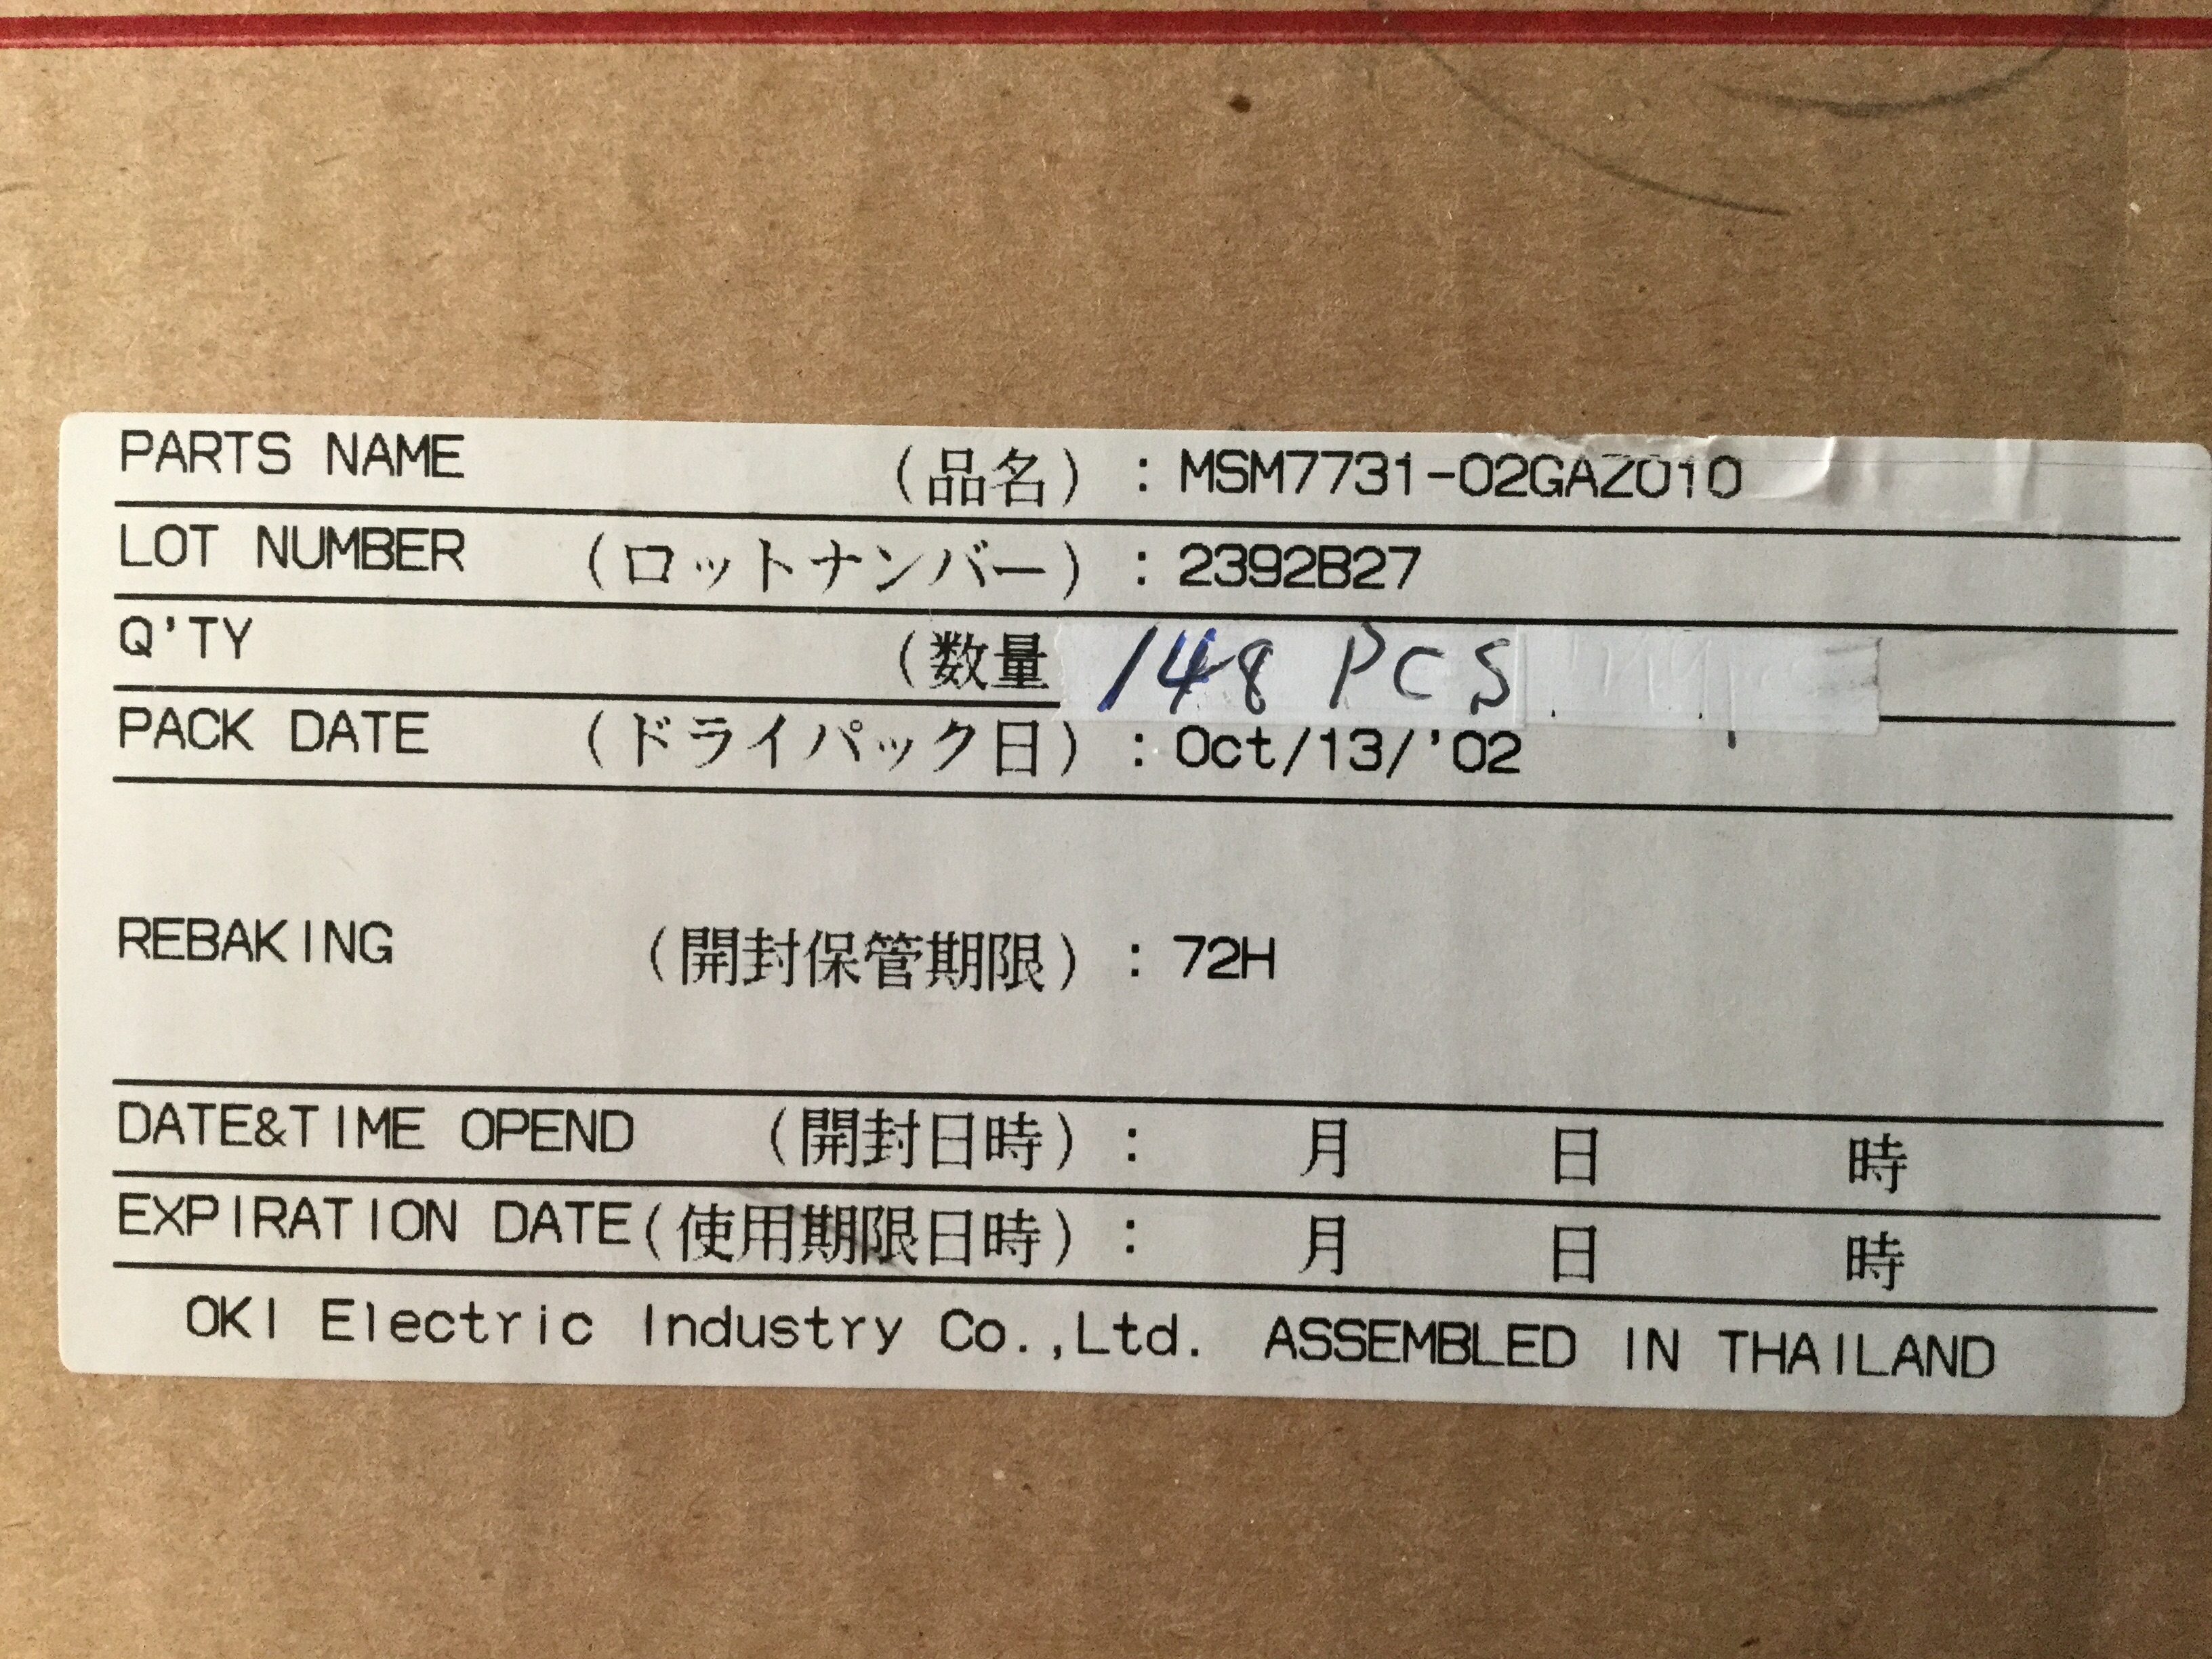 PARTS NAME (品名) : MSM7731-02GAZ010
LOT NUMBER (ロットナンバー) : 2392B27
Q'TY (数量 148 PCS
PACK DATE (ドライパック日) : Oct/13/'02
REBAKING (開封保管期限) : 72H
DATE&TIME OPEND (開封日時) : 月 日 時
EXPIRATION DATE(使用期限日時) : 月 日 時
OKI Electric Industry Co.,Ltd. ASSEMBLED IN THAILAND